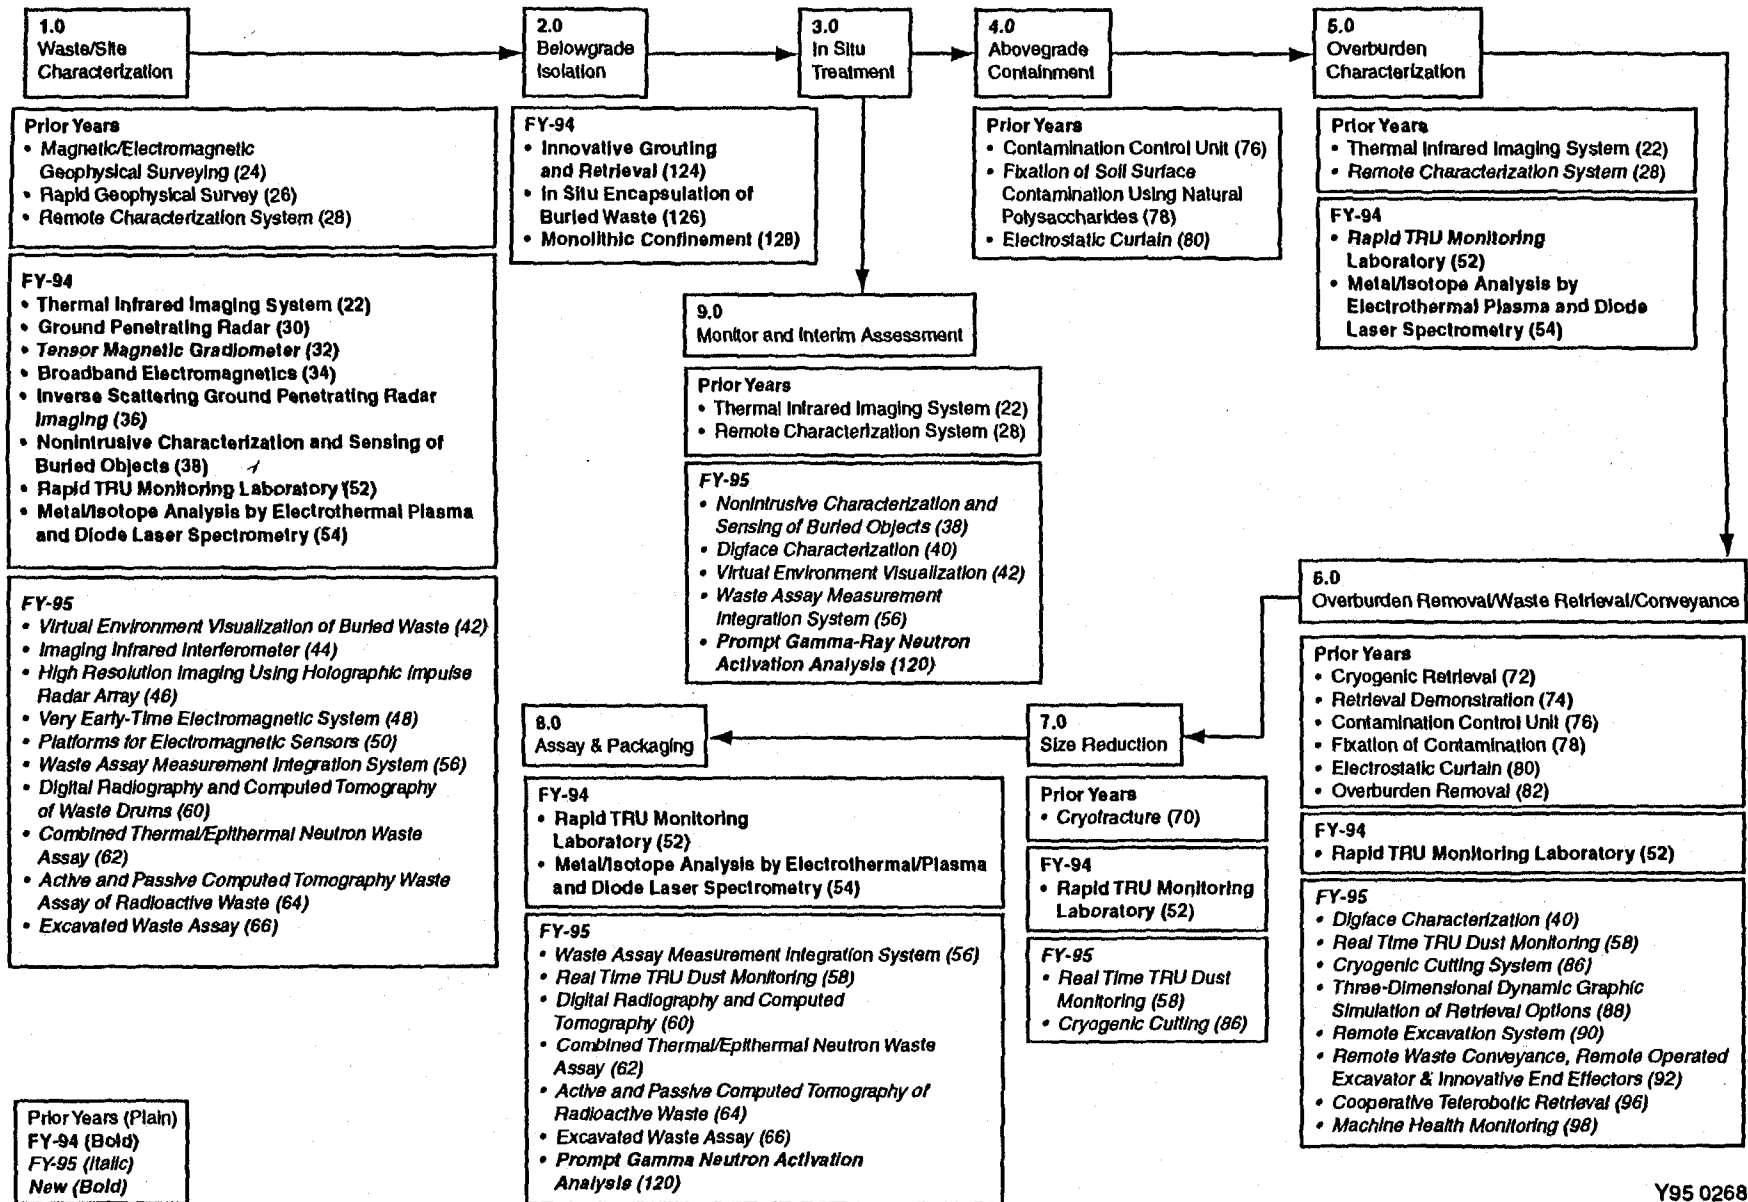 1.0
Waste/Site
Characterization
2.0
Belowgrade
Isolation
3.0
In Situ
Treatment
4.0
Abovegrade
Containment
5.0
Overburden
Characterization
Prior Years
• Magnetic/Electromagnetic
Geophysical Surveying (24)
• Rapid Geophysical Survey (26)
• Remote Characterization System (28)
FY-94
• Thermal Infrared Imaging System (22)
• Ground Penetrating Radar (30)
• Tensor Magnetic Gradiometer (32)
• Broadband Electromagnetics (34)
• Inverse Scattering Ground Penetrating Radar
Imaging (36)
• Nonintrusive Characterization and Sensing of
Buried Objects (38)
• Rapid TRU Monitoring Laboratory (52)
• Metal/Isotope Analysis by Electrothermal Plasma
and Diode Laser Spectrometry (54)
FY-95
• Virtual Environment Visualization of Buried Waste (42)
• Imaging Infrared Interferometer (44)
• High Resolution Imaging Using Holographic Impulse
Radar Array (46)
• Very Early-Time Electromagnetic System (48)
• Platforms for Electromagnetic Sensors (50)
• Waste Assay Measurement Integration System (56)
• Digital Radiography and Computed Tomography
of Waste Drums (60)
• Combined Thermal/Epithermal Neutron Waste
Assay (62)
• Active and Passive Computed Tomography Waste
Assay of Radioactive Waste (64)
• Excavated Waste Assay (66)
FY-94
• Innovative Grouting
and Retrieval (124)
• In Situ Encapsulation of
Buried Waste (126)
• Monolithic Confinement (128)
Prior Years
• Contamination Control Unit (76)
• Fixation of Soil Surface
Contamination Using Natural
Polysaccharides (78)
• Electrostatic Curtain (80)
Prior Years
• Thermal Infrared Imaging System (22)
• Remote Characterization System (28)
FY-94
• Rapid TRU Monitoring
Laboratory (52)
• Metal/Isotope Analysis by
Electrothermal Plasma and Diode
Laser Spectrometry (54)
9.0
Monitor and Interim Assessment
Prior Years
• Thermal Infrared Imaging System (22)
• Remote Characterization System (28)
FY-95
• Nonintrusive Characterization and
Sensing of Buried Objects (38)
• Digface Characterization (40)
• Virtual Environment Visualization (42)
• Waste Assay Measurement
Integration System (56)
• Prompt Gamma-Ray Neutron
Activation Analysis (120)
6.0
Overburden Removal/Waste Retrieval/Conveyance
Prior Years
• Cryogenic Retrieval (72)
• Retrieval Demonstration (74)
• Contamination Control Unit (76)
• Fixation of Contamination (78)
• Electrostatic Curtain (80)
• Overburden Removal (82)
FY-94
• Rapid TRU Monitoring Laboratory (52)
FY-95
• Digface Characterization (40)
• Real Time TRU Dust Monitoring (58)
• Cryogenic Cutting System (86)
• Three-Dimensional Dynamic Graphic
Simulation of Retrieval Options (88)
• Remote Excavation System (90)
• Remote Waste Conveyance, Remote Operated
Excavator & Innovative End Effectors (92)
• Cooperative Telerobotic Retrieval (96)
• Machine Health Monitoring (98)
7.0
Size Reduction
Prior Years
• Cryofracture (70)
FY-94
• Rapid TRU Monitoring
Laboratory (52)
FY-95
• Real Time TRU Dust
Monitoring (58)
• Cryogenic Cutting (86)
8.0
Assay & Packaging
FY-94
• Rapid TRU Monitoring
Laboratory (52)
• Metal/Isotope Analysis by Electrothermal/Plasma
and Diode Laser Spectrometry (54)
FY-95
• Waste Assay Measurement Integration System (56)
• Real Time TRU Dust Monitoring (58)
• Digital Radiography and Computed
Tomography (60)
• Combined Thermal/Epithermal Neutron Waste
Assay (62)
• Active and Passive Computed Tomography of
Radioactive Waste (64)
• Excavated Waste Assay (66)
• Prompt Gamma Neutron Activation
Analysis (120)
Prior Years (Plain)
FY-94 (Bold)
FY-95 (Italic)
New (Bold)
Y95 0268